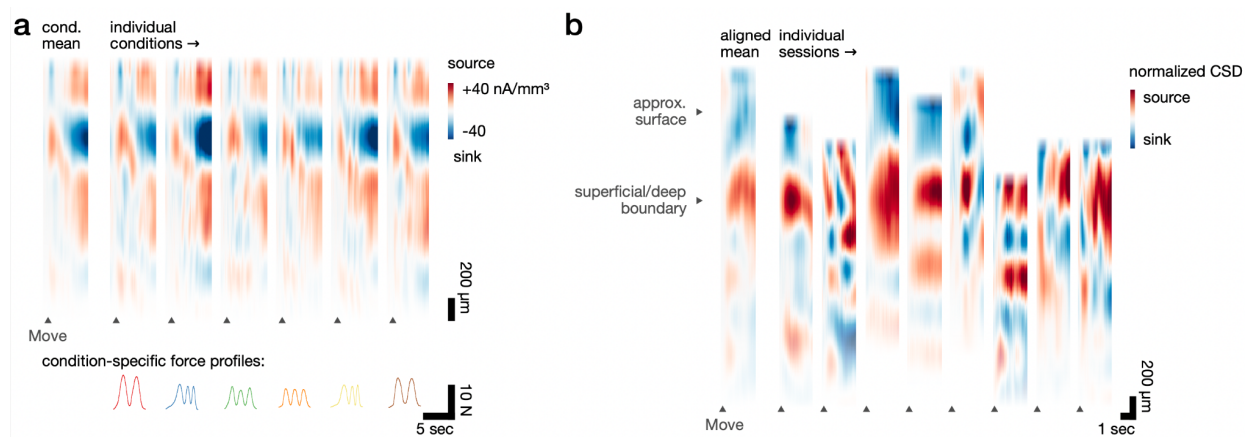 a
cond.
mean
individual
conditions →
source
+40 nA/mm³
-40
sink
200 μm
Move
condition-specific force profiles:
10 N
5 sec
b
aligned
mean
individual
sessions →
normalized CSD
source
sink
approx.
surface
superficial/deep
boundary
200 μm
Move
1 sec